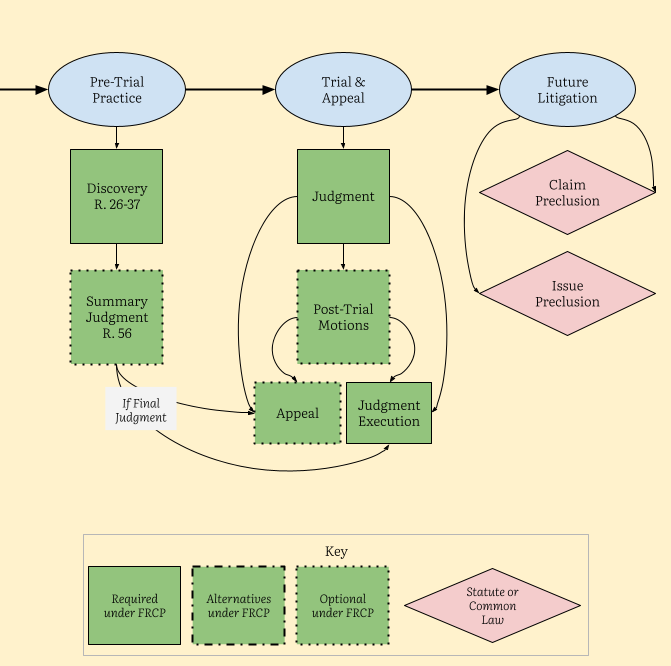 Pre-Trial
Practice
Trial &
Appeal
Future
Litigation
Discovery
R. 26-37
Judgment
Claim
Preclusion
Summary
Judgment
R. 56
Post-Trial
Motions
Issue
Preclusion
If Final
Judgment
Appeal
Judgment
Execution
Key
Required
under FRCP
Alternatives
under FRCP
Optional
under FRCP
Statute or
Common
Law